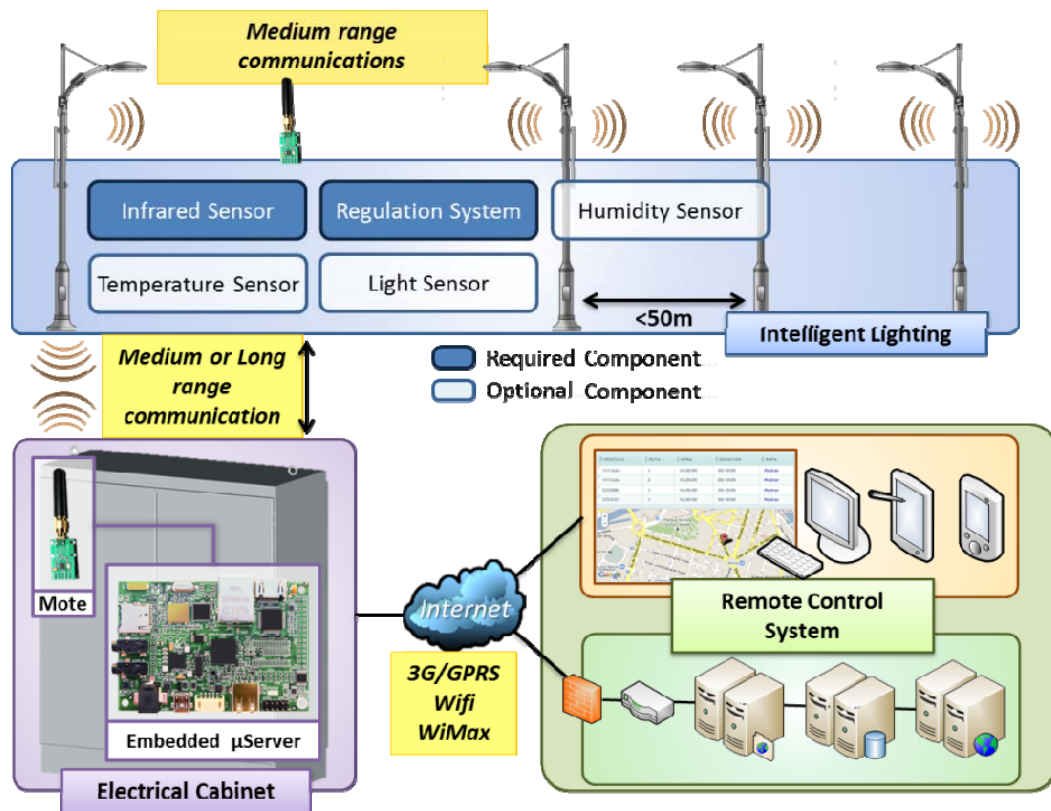 Medium range
communications
Infrared Sensor
Regulation System
Humidity Sensor
Temperature Sensor
Light Sensor
<50m
Intelligent Lighting
Medium or Long
range
communication
Required Component
Optional Component
Mote
Embedded µServer
Electrical Cabinet
Internet
3G/GPRS
Wifi
WiMax
Remote Control
System